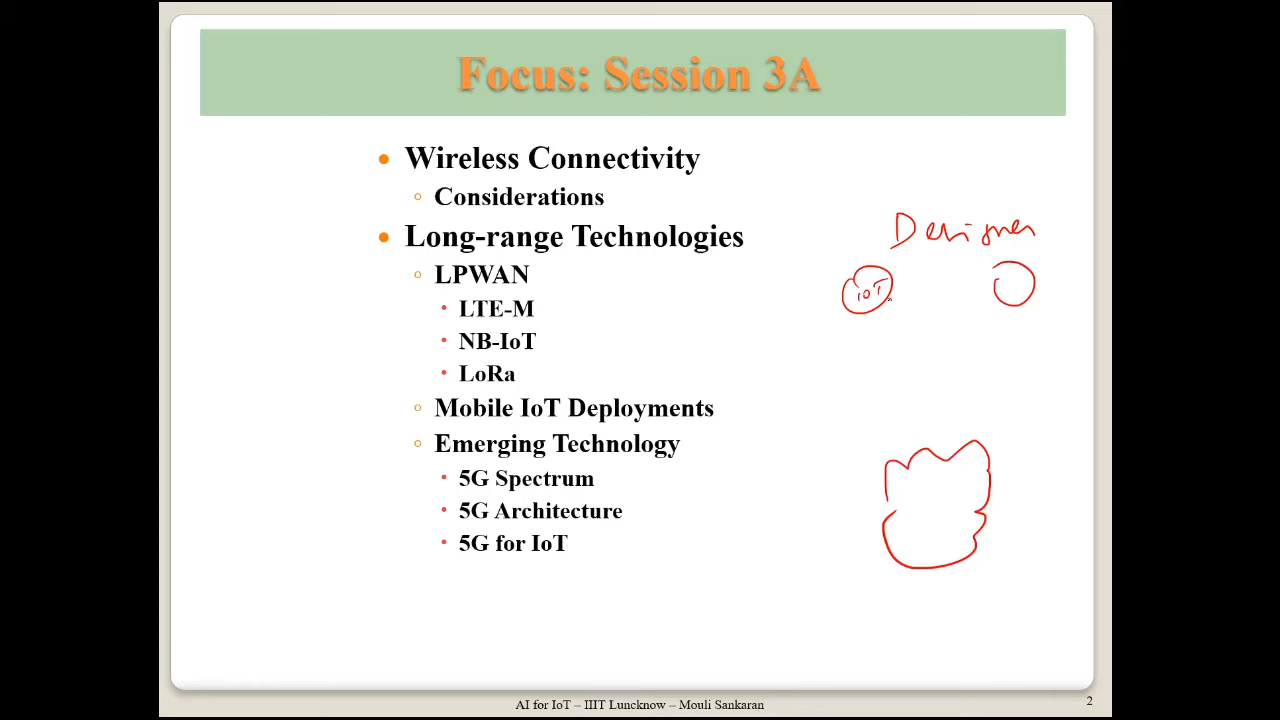 Focus: Session 3A
Wireless Connectivity
Considerations
Long-range Technologies
LPWAN
LTE-M
NB-IoT
LoRa
Mobile IoT Deployments
Emerging Technology
5G Spectrum
5G Architecture
5G for IoT
Designer
IOT
AI for IoT – IIIT Luncknow – Mouli Sankaran
2